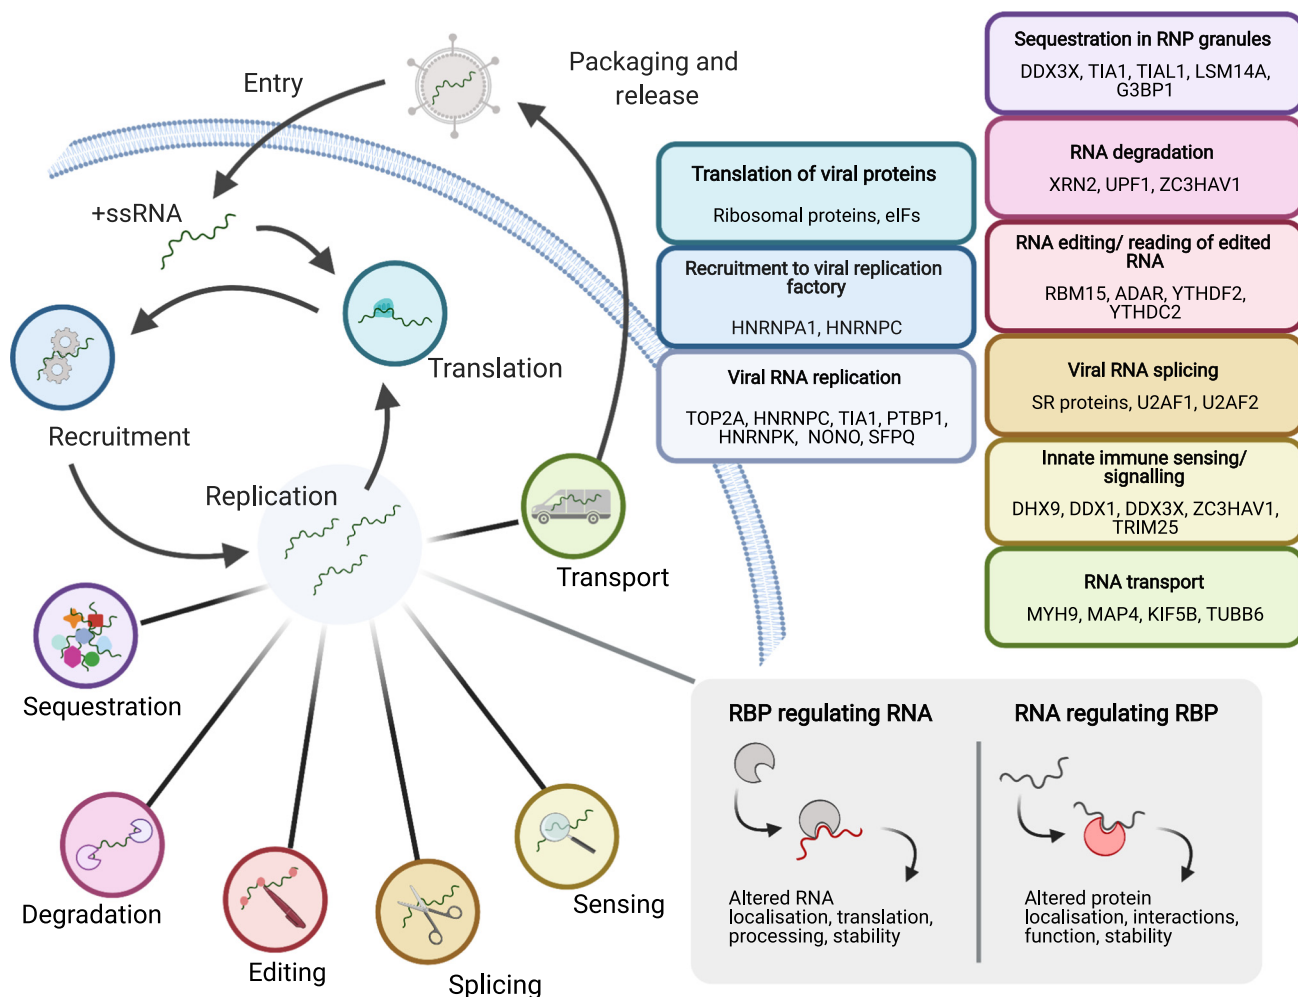 Entry
Packaging and
release
+ssRNA
Translation
Recruitment
Replication
Transport
Sequestration
Degradation
Editing
Splicing
Sensing
Translation of viral proteins
Ribosomal proteins, eIFs
Recruitment to viral replication
factory
HNRNPA1, HNRNPC
Viral RNA replication
TOP2A, HNRNPC, TIA1, PTBP1,
HNRNPK, NONO, SFPQ
Sequestration in RNP granules
DDX3X, TIA1, TIAL1, LSM14A,
G3BP1
RNA degradation
XRN2, UPF1, ZC3HAV1
RNA editing/ reading of edited
RNA
RBM15, ADAR, YTHDF2,
YTHDC2
Viral RNA splicing
SR proteins, U2AF1, U2AF2
Innate immune sensing/
signalling
DHX9, DDX1, DDX3X, ZC3HAV1,
TRIM25
RNA transport
MYH9, MAP4, KIF5B, TUBB6
RBP regulating RNA
Altered RNA
localisation, translation,
processing, stability
RNA regulating RBP
Altered protein
localisation, interactions,
function, stability